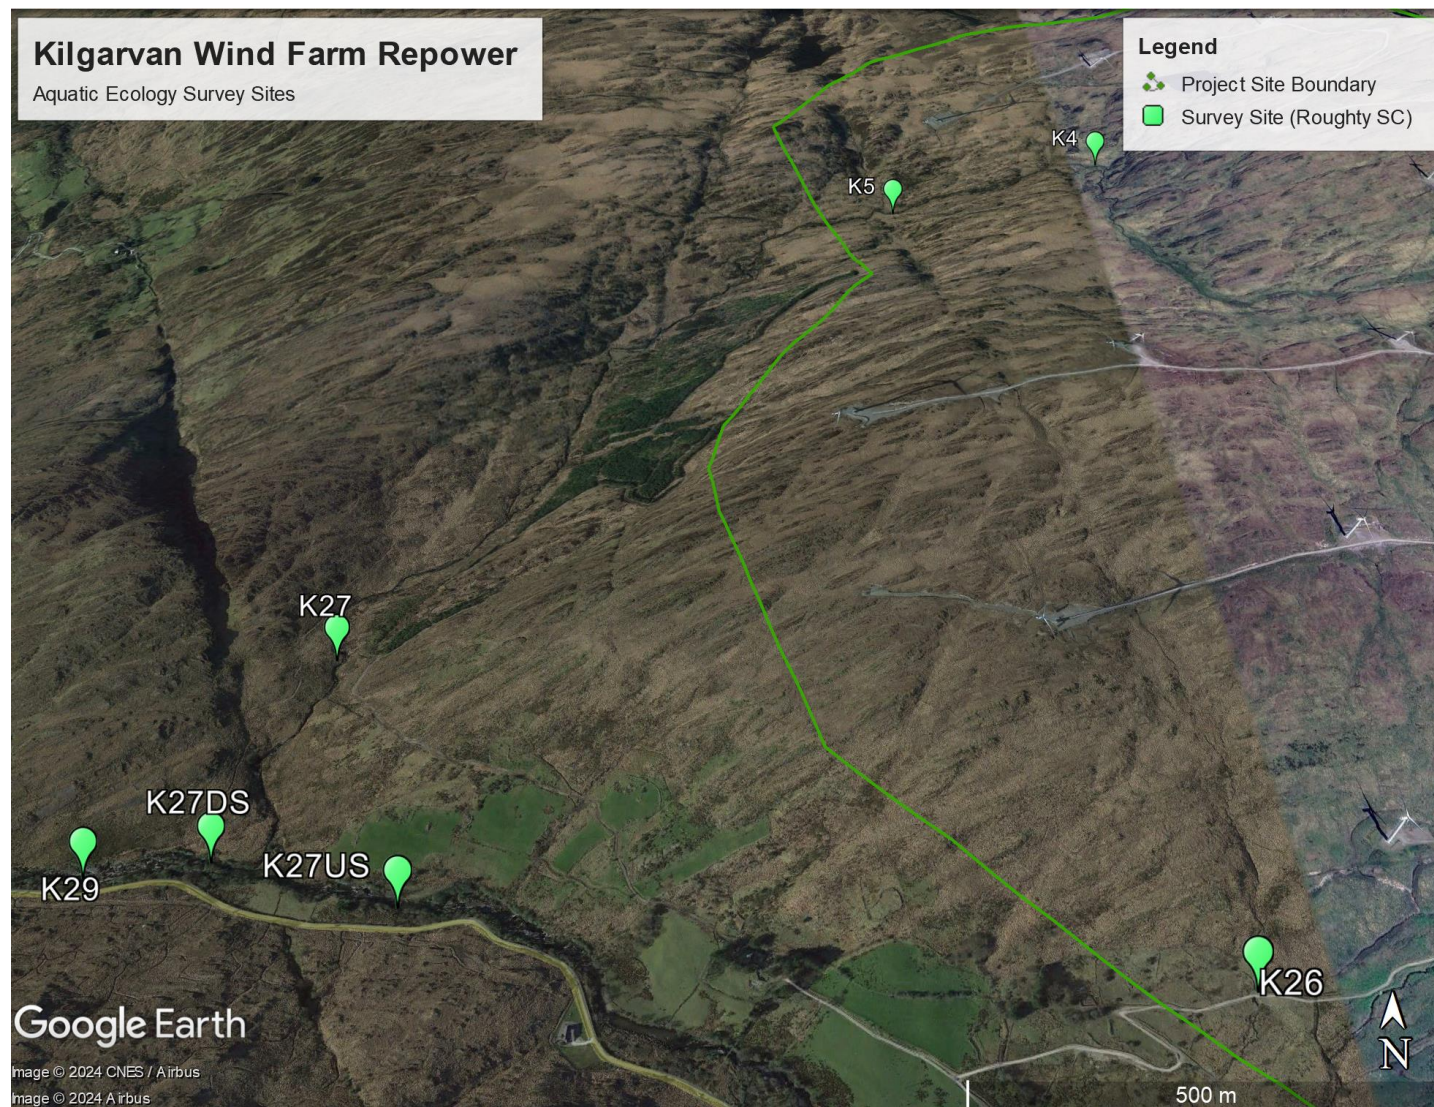 Kilgarvan Wind Farm Repower
Aquatic Ecology Survey Sites
Legend
Project Site Boundary
Survey Site (Roughty SC)
K4
K5
K27
K27DS
K27US
K29
K26
Google Earth
Image © 2024 CNES / Airbus
Image © 2024 Airbus
N
500 m